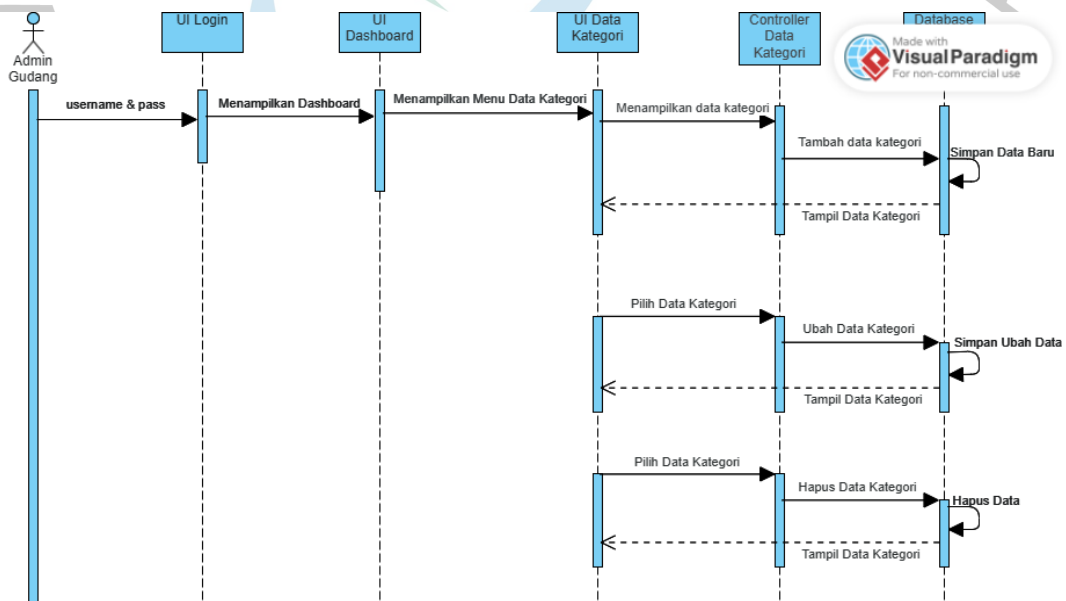 UI Login
UI
Dashboard
UI Data
Kategori
Controller
Data
Kategori
Database
Made with
Visual Paradigm
For non-commercial use
Admin
Gudang
username & pass
Menampilkan Dashboard
Menampilkan Menu Data Kategori
Menampilkan data kategori
Tambah data kategori
Simpan Data Baru
Tampil Data Kategori
Pilih Data Kategori
Ubah Data Kategori
Simpan Ubah Data
Tampil Data Kategori
Pilih Data Kategori
Hapus Data Kategori
Hapus Data
Tampil Data Kategori